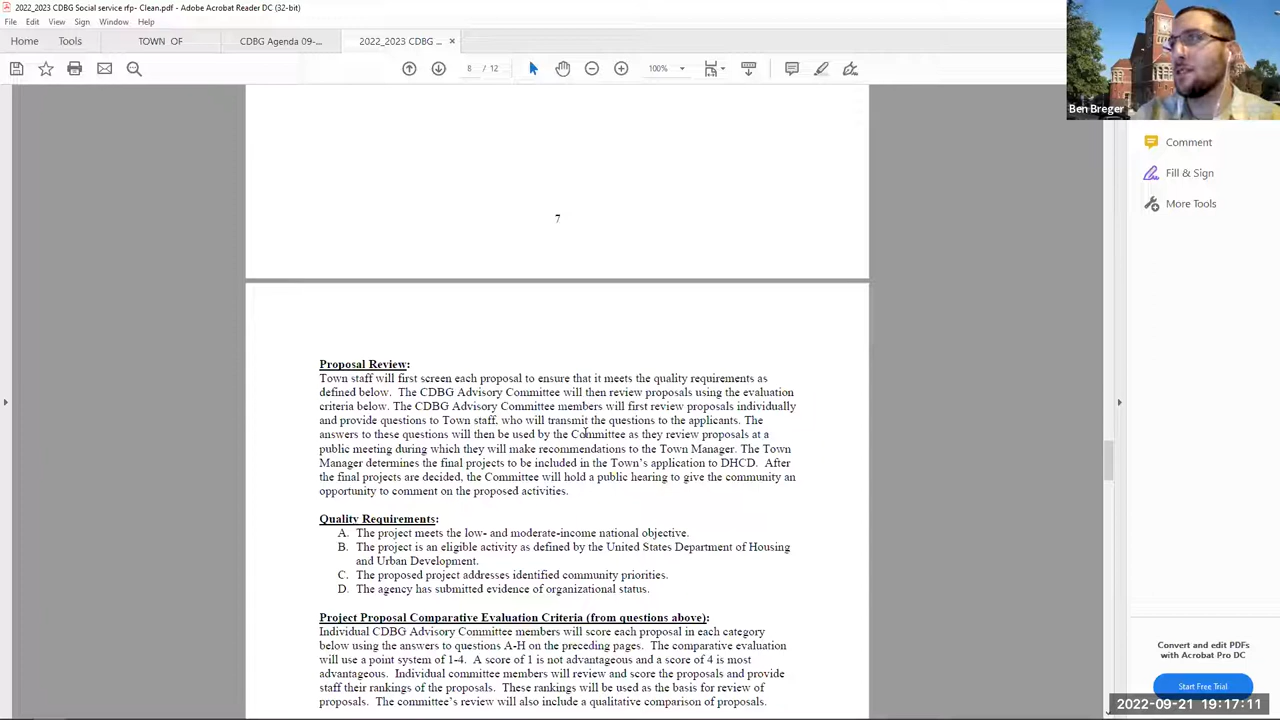 2022_2023 CDBG Social service rfp- Clean.pdf - Adobe Acrobat Reader DC (32-bit)
File Edit View Sign Window Help
Home Tools TOWN OF CDBG Agenda 09-... 2022_2023 CDBG ...
8 / 12 100%
Ben Breger
Comment
Fill & Sign
More Tools
7
Proposal Review:
Town staff will first screen each proposal to ensure that it meets the quality requirements as
defined below. The CDBG Advisory Committee will then review proposals using the evaluation
criteria below. The CDBG Advisory Committee members will first review proposals individually
and provide questions to Town staff, who will transmit the questions to the applicants. The
answers to these questions will then be used by the Committee as they review proposals at a
public meeting during which they will make recommendations to the Town Manager. The Town
Manager determines the final projects to be included in the Town's application to DHCD. After
the final projects are decided, the Committee will hold a public hearing to give the community an
opportunity to comment on the proposed activities.
Quality Requirements:
A. The project meets the low- and moderate-income national objective.
B. The project is an eligible activity as defined by the United States Department of Housing
and Urban Development.
C. The proposed project addresses identified community priorities.
D. The agency has submitted evidence of organizational status.
Project Proposal Comparative Evaluation Criteria (from questions above):
Individual CDBG Advisory Committee members will score each proposal in each category
below using the answers to questions A-H on the preceding pages. The comparative evaluation
will use a point system of 1-4. A score of 1 is not advantageous and a score of 4 is most
advantageous. Individual committee members will review and score the proposals and provide
staff their rankings of the proposals. These rankings will be used as the basis for review of
proposals. The committee's review will also include a qualitative comparison of proposals.
Convert and edit PDFs
with Acrobat Pro DC
Start Free Trial
2022-09-21 19:17:11